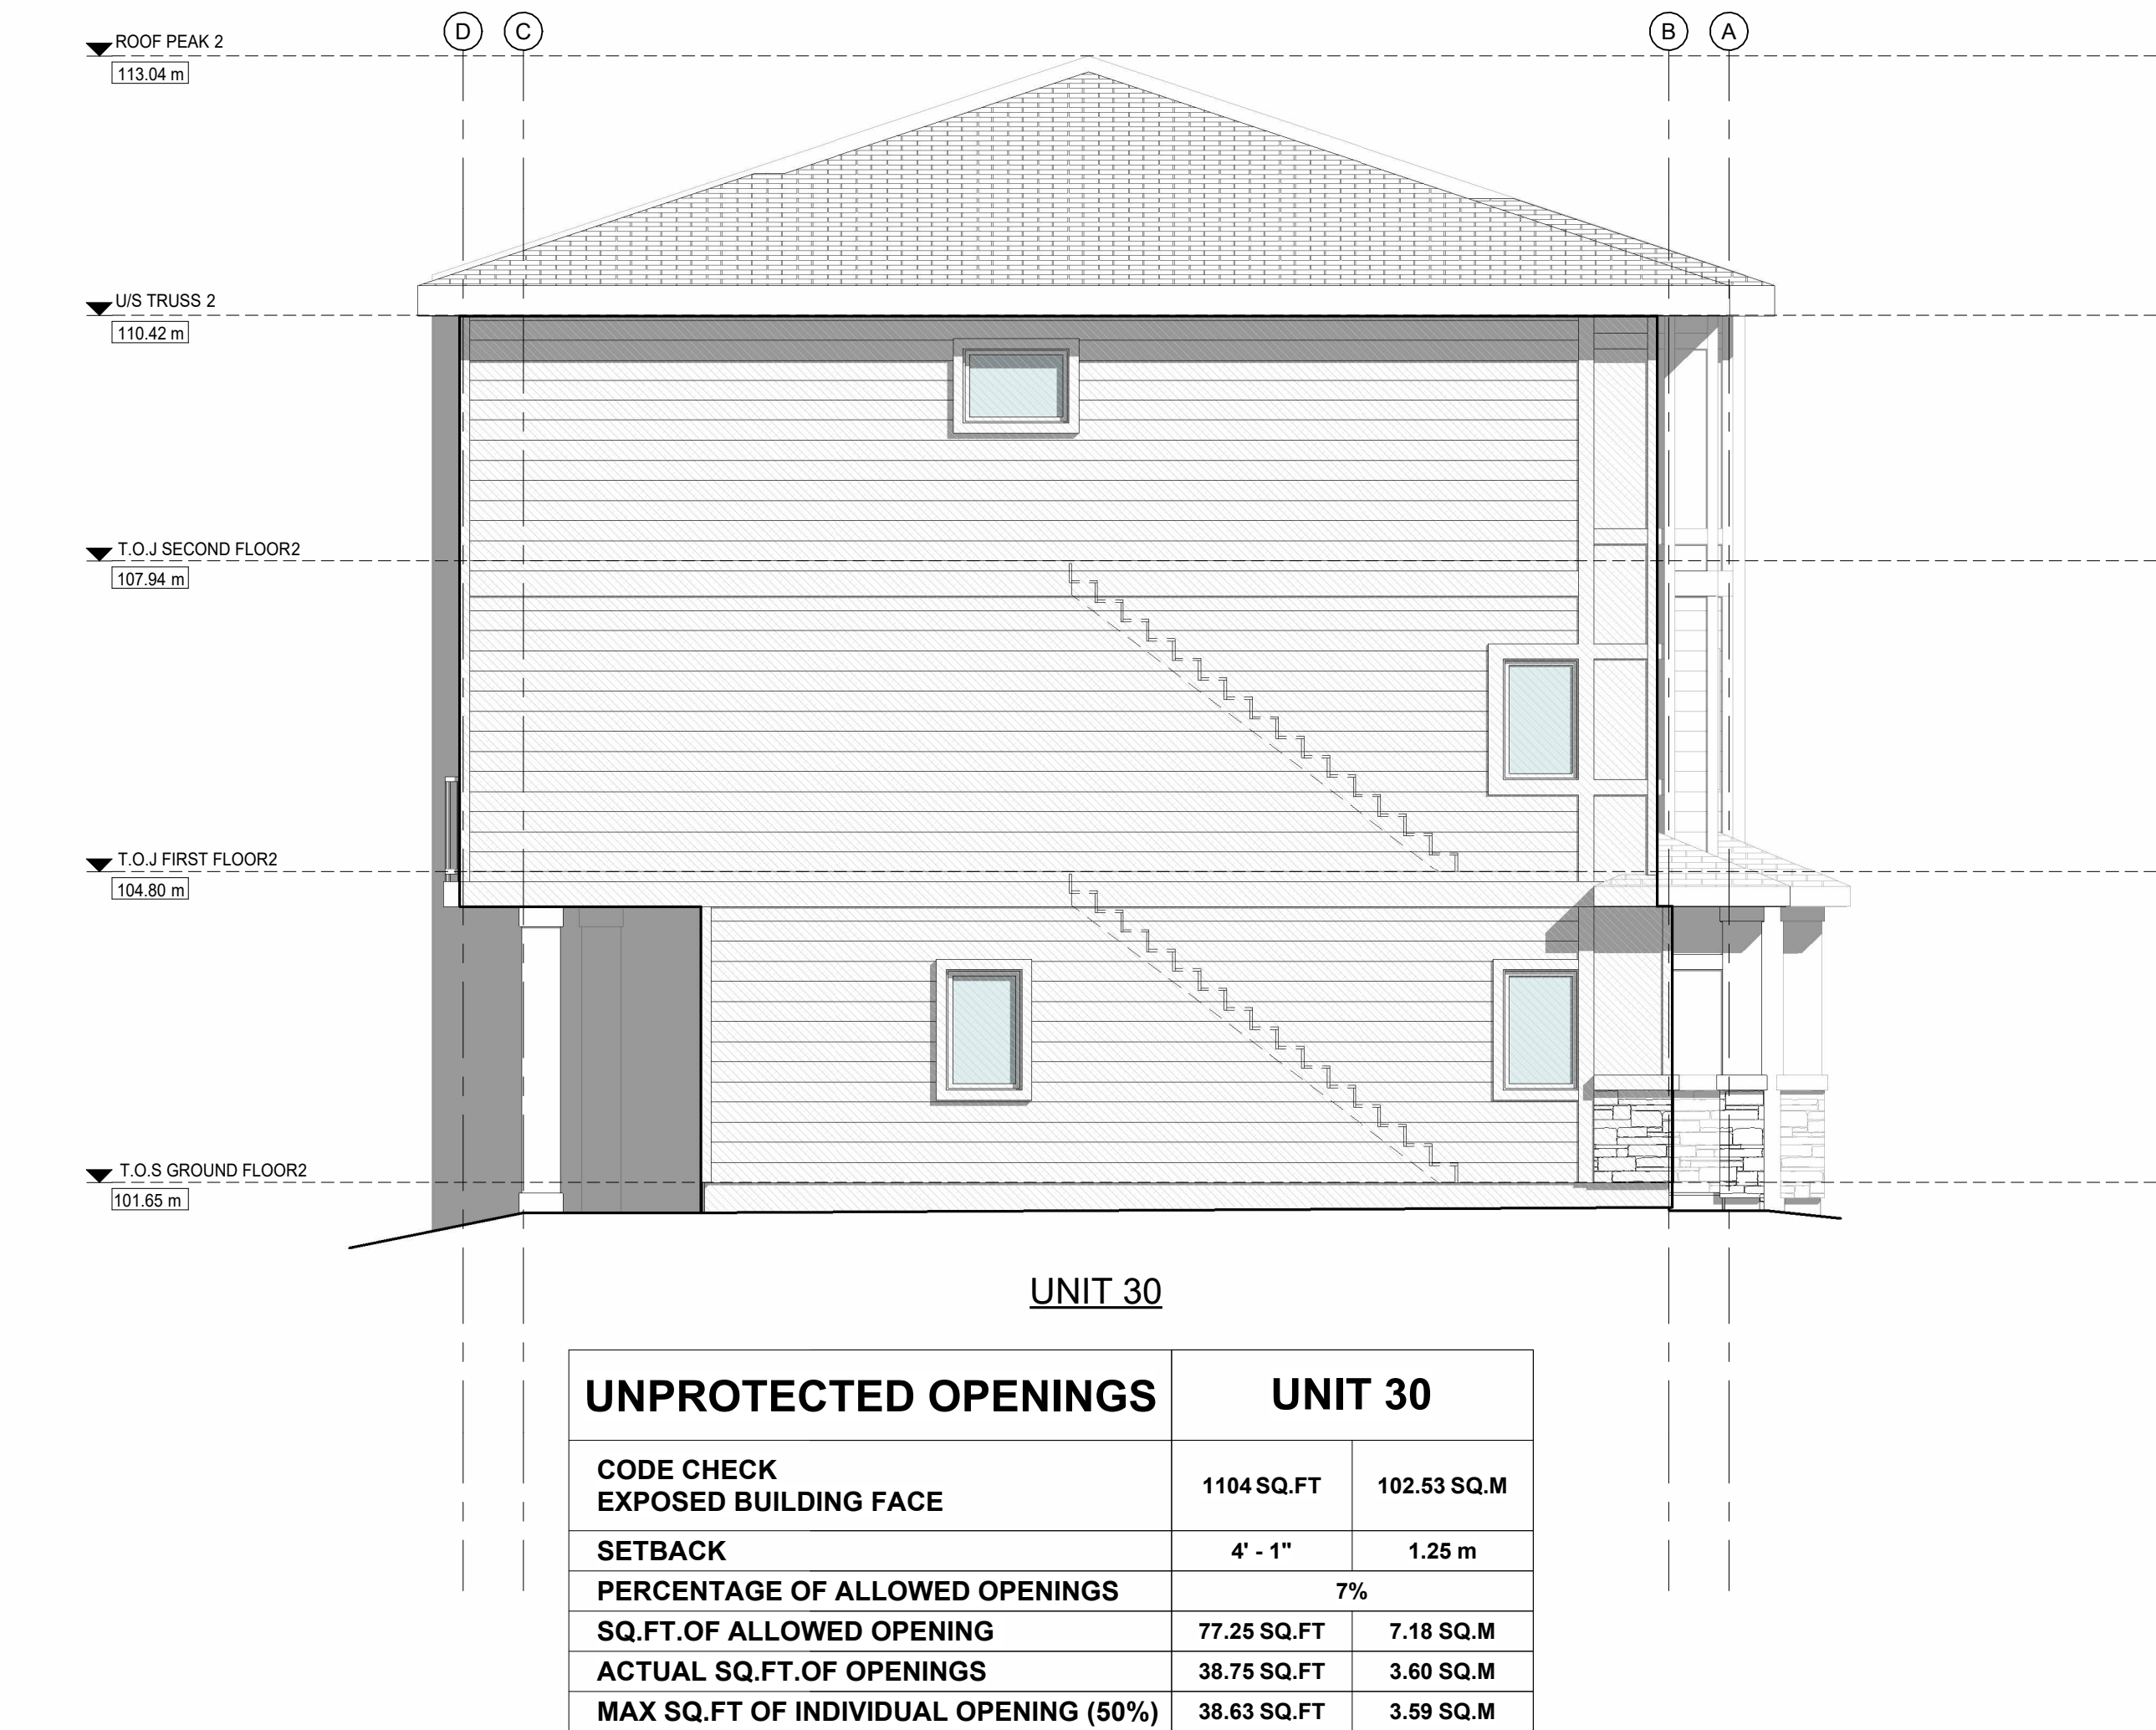 D C B A
ROOF PEAK 2
113.04 m
U/S TRUSS 2
110.42 m
T.O.J SECOND FLOOR2
107.94 m
T.O.J FIRST FLOOR2
104.80 m
T.O.S GROUND FLOOR2
101.65 m
UNIT 30
UNPROTECTED OPENINGS UNIT 30
CODE CHECK
EXPOSED BUILDING FACE 1104 SQ.FT 102.53 SQ.M
SETBACK 4' - 1" 1.25 m
PERCENTAGE OF ALLOWED OPENINGS 7%
SQ.FT.OF ALLOWED OPENING 77.25 SQ.FT 7.18 SQ.M
ACTUAL SQ.FT.OF OPENINGS 38.75 SQ.FT 3.60 SQ.M
MAX SQ.FT OF INDIVIDUAL OPENING (50%) 38.63 SQ.FT 3.59 SQ.M